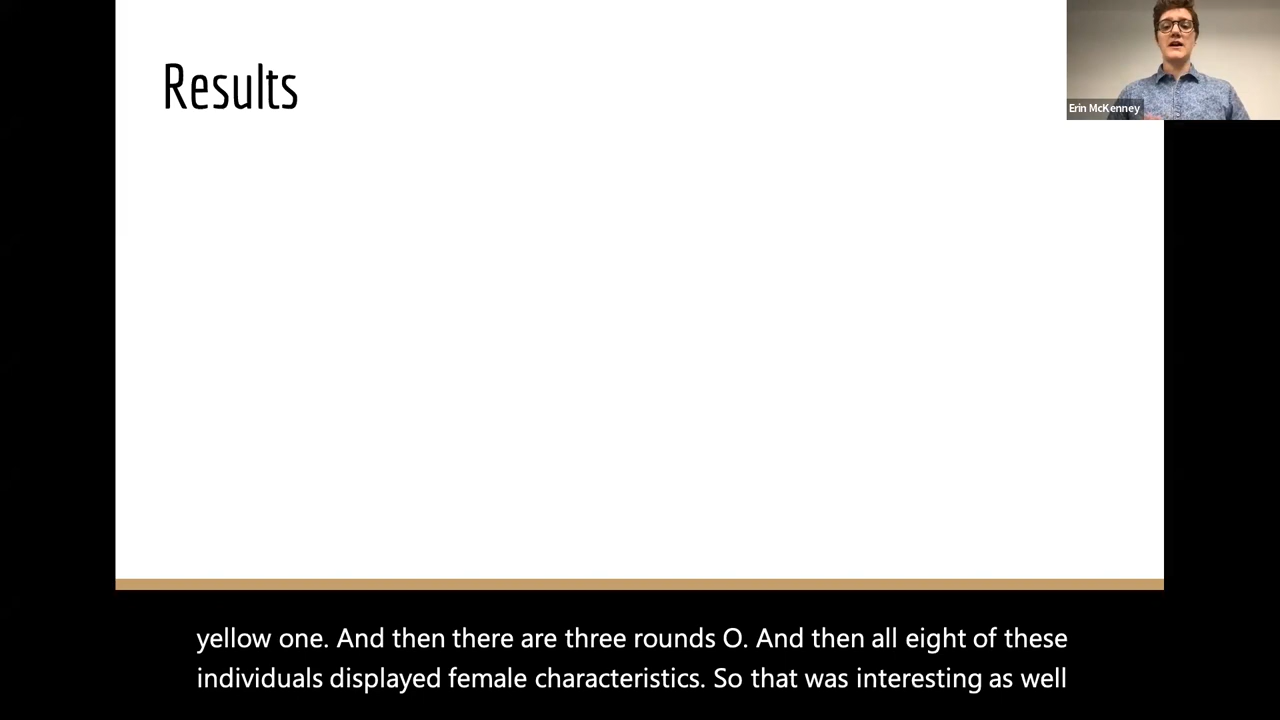 Results
Erin McKenney
yellow one. And then there are three rounds O. And then all eight of these
individuals displayed female characteristics. So that was interesting as well